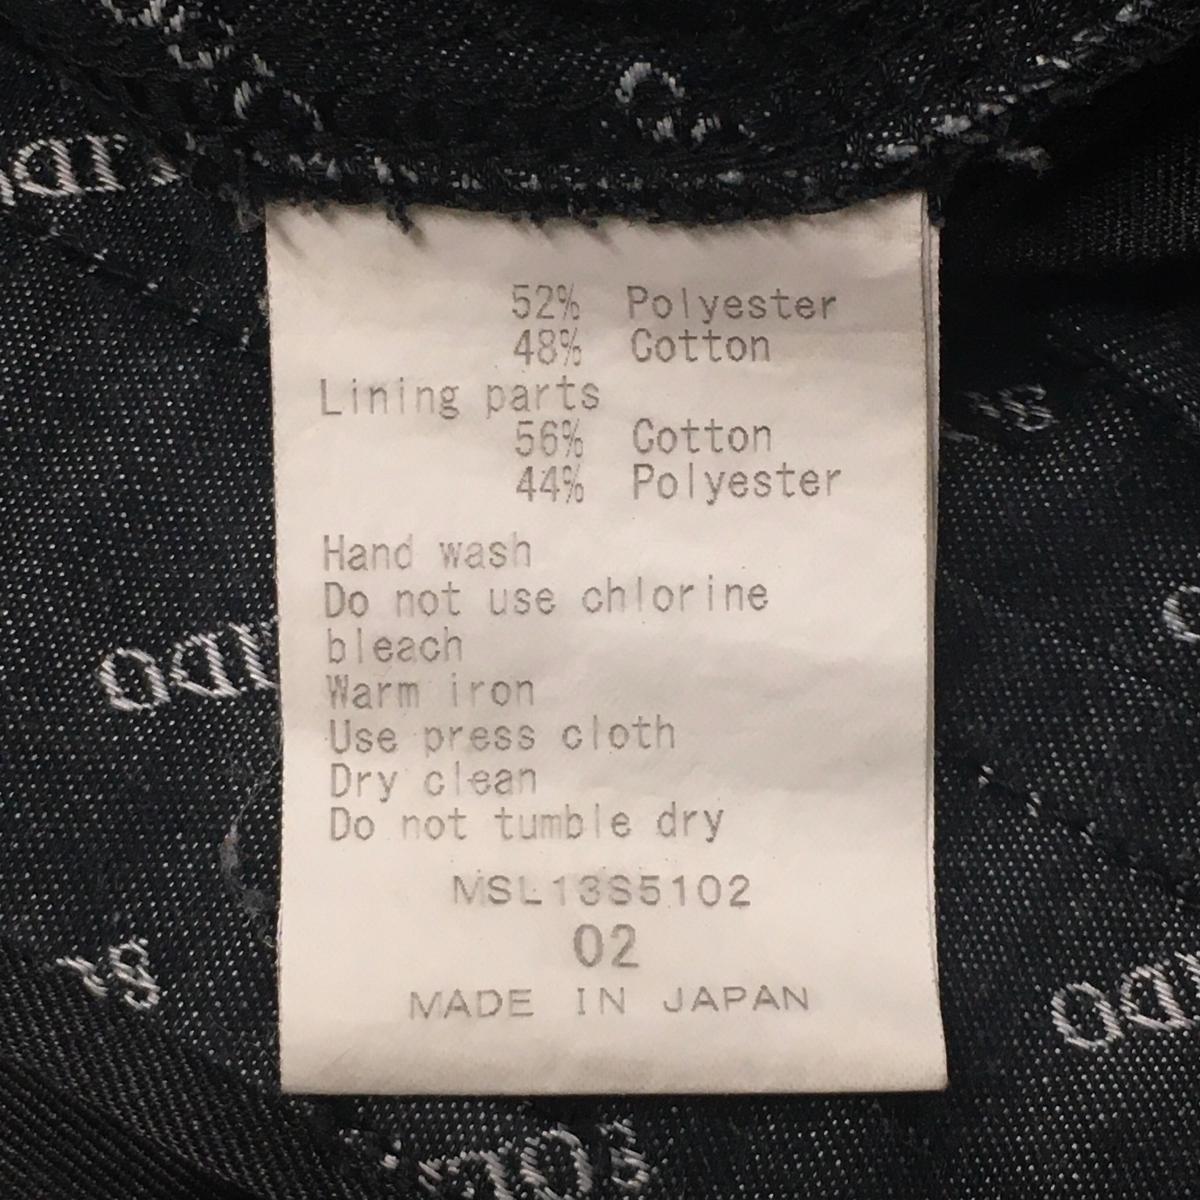 52% Polyester
48% Cotton
Lining parts
56% Cotton
44% Polyester
Hand wash
Do not use chlorine
bleach
Warm iron
Use press cloth
Dry clean
Do not tumble dry
MSL13S5102
02
MADE IN JAPAN